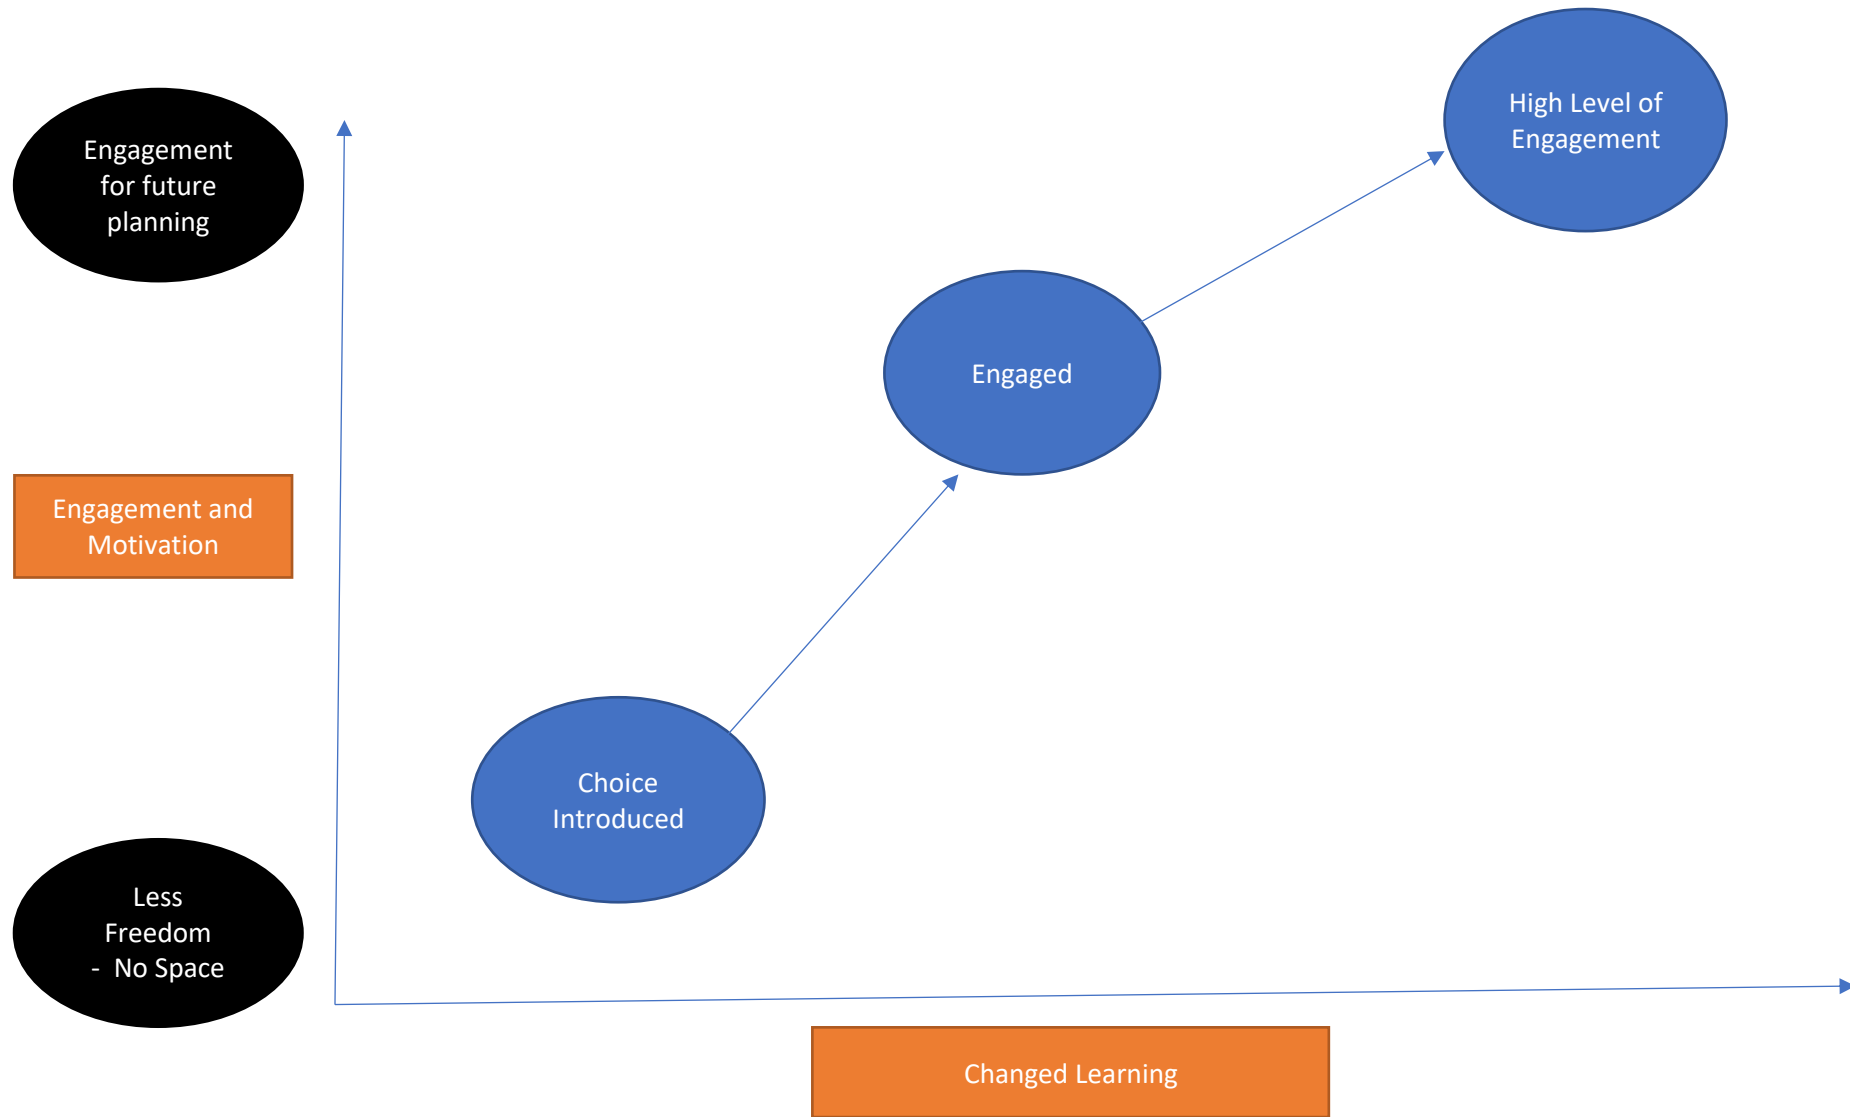 High Level of
Engagement
Engagement
for future
planning
Engaged
Engagement and
Motivation
Choice
Introduced
Less
Freedom
- No Space
Changed Learning